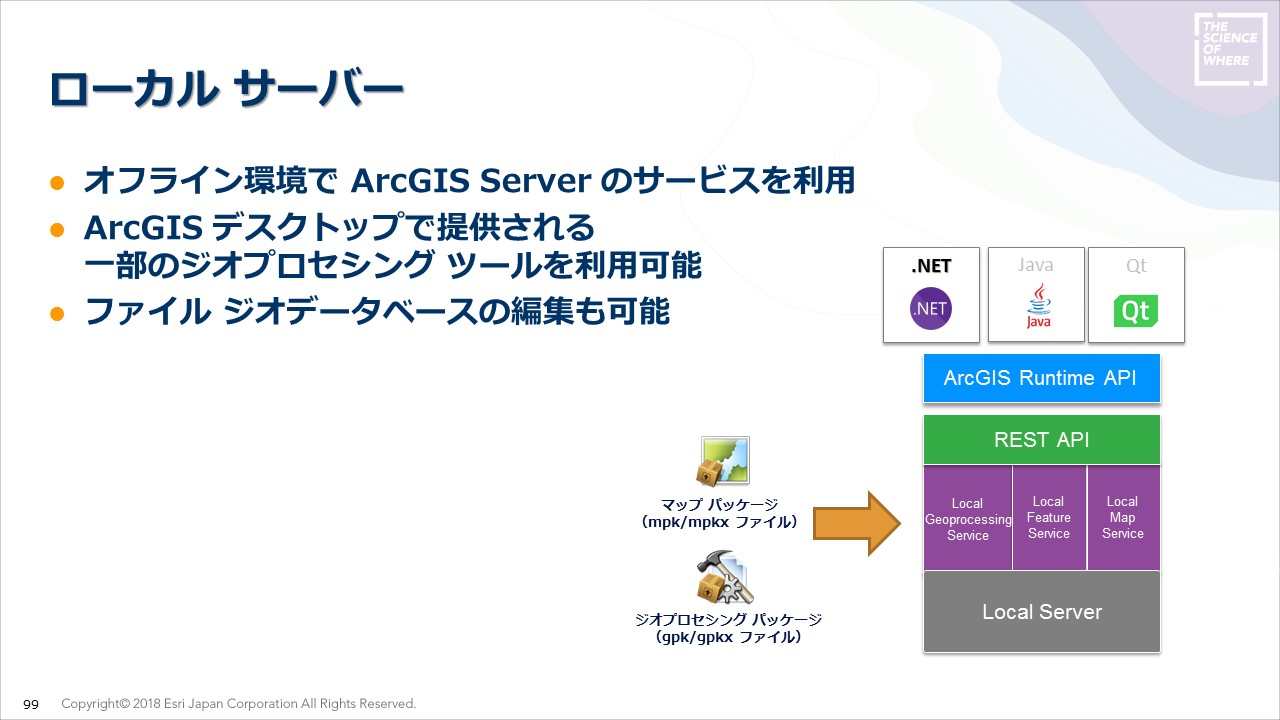 THE
SCIENCE
OF
WHERE
ローカル サーバー
オフライン環境で ArcGIS Server のサービスを利用
ArcGIS デスクトップで提供される
一部のジオプロセシング ツールを利用可能
ファイル ジオデータベースの編集も可能
.NET
.NET
Java
Java
Qt
Qt
ArcGIS Runtime API
REST API
Local
Geoprocessing
Service
Local
Feature
Service
Local
Map
Service
Local Server
マップ パッケージ
（mpk/mpkx ファイル）
ジオプロセシング パッケージ
（gpk/gpkx ファイル）
99
Copyright© 2018 Esri Japan Corporation All Rights Reserved.